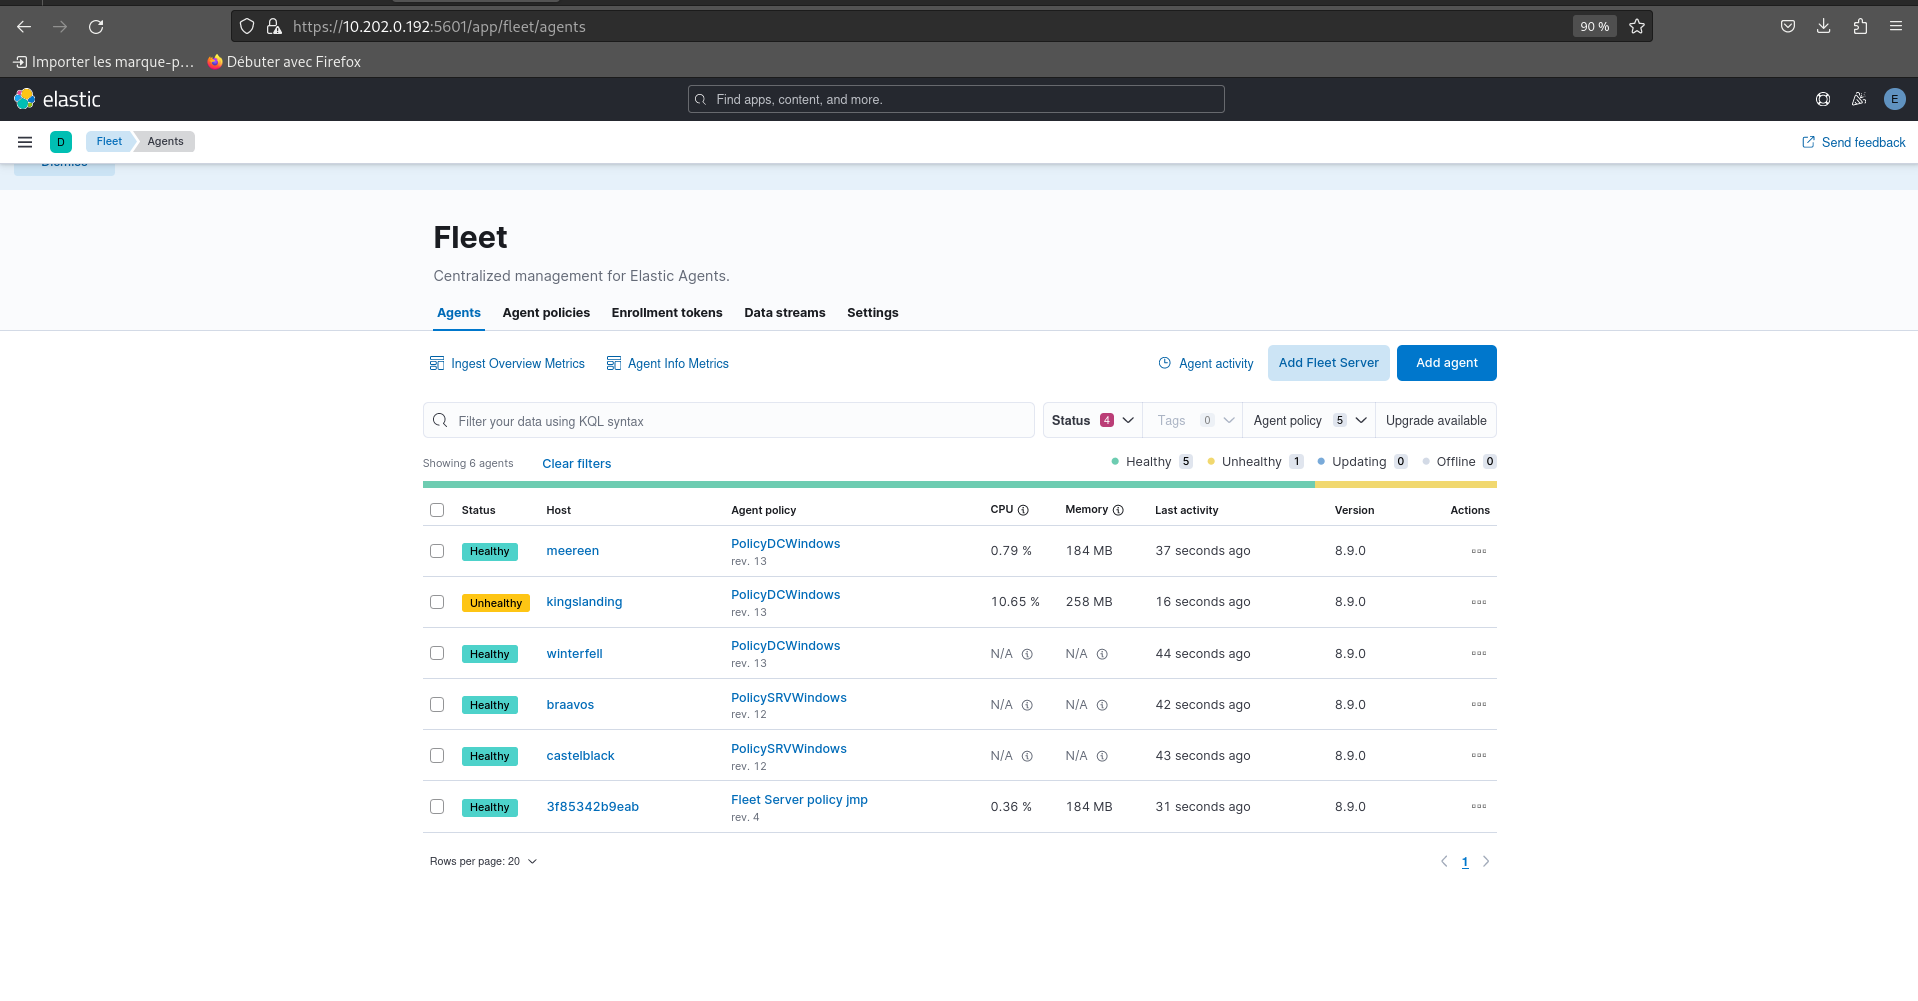 https://10.202.0.192:5601/app/fleet/agents
90 %
Importer les marque-p… Débuter avec Firefox
elastic
Find apps, content, and more.
E
D
Fleet
Agents
Send feedback
Dismiss
Fleet
Centralized management for Elastic Agents.
Agents Agent policies Enrollment tokens Data streams Settings
Ingest Overview Metrics Agent Info Metrics Agent activity Add Fleet Server Add agent
Filter your data using KQL syntax Status 4 Tags 0 Agent policy 5 Upgrade available
Showing 6 agents Clear filters Healthy 5 Unhealthy 1 Updating 0 Offline 0
Status Host Agent policy CPU Memory Last activity Version Actions
Healthy meereen PolicyDCWindows 0.79 % 184 MB 37 seconds ago 8.9.0
rev. 13
Unhealthy kingslanding PolicyDCWindows 10.65 % 258 MB 16 seconds ago 8.9.0
rev. 13
Healthy winterfell PolicyDCWindows N/A N/A 44 seconds ago 8.9.0
rev. 13
Healthy braavos PolicySRVWindows N/A N/A 42 seconds ago 8.9.0
rev. 12
Healthy castelblack PolicySRVWindows N/A N/A 43 seconds ago 8.9.0
rev. 12
Healthy 3f85342b9eab Fleet Server policy jmp 0.36 % 184 MB 31 seconds ago 8.9.0
rev. 4
Rows per page: 20 1